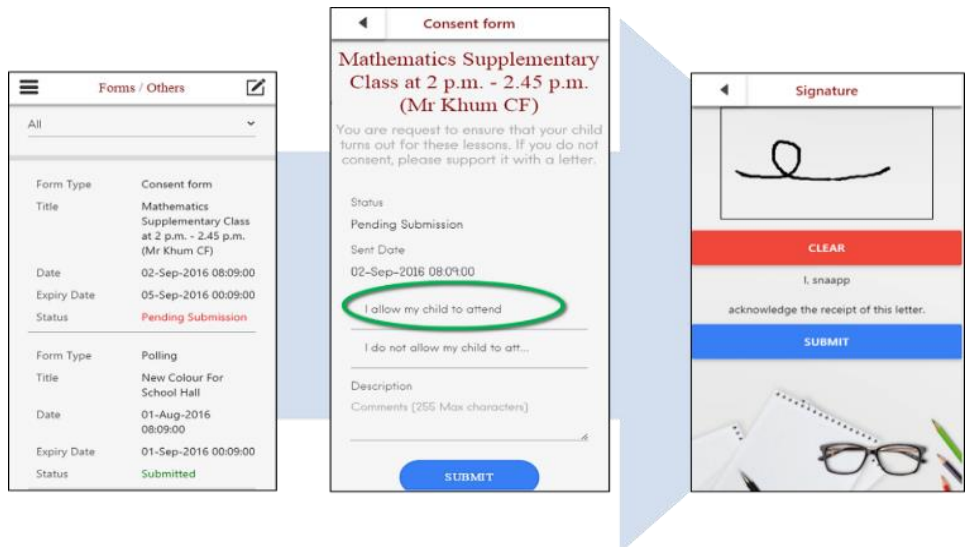 Forms / Others
All
Form Type Consent form
Title Mathematics
Supplementary Class
at 2 p.m. - 2.45 p.m.
(Mr Khum CF)
Date 02-Sep-2016 08:09:00
Expiry Date 05-Sep-2016 00:09:00
Status Pending Submission
Form Type Polling
Title New Colour For
School Hall
Date 01-Aug-2016
08:09:00
Expiry Date 01-Sep-2016 00:09:00
Status Submitted
Consent form
Mathematics Supplementary
Class at 2 p.m. - 2.45 p.m.
(Mr Khum CF)
You are request to ensure that your child
turns out for these lessons. If you do not
consent, please support it with a letter.
Status
Pending Submission
Sent Date
02-Sep-2016 08:09:00
I allow my child to attend
I do not allow my child to att...
Description
Comments (255 Max characters)
SUBMIT
Signature
CLEAR
I, snaapp
acknowledge the receipt of this letter.
SUBMIT